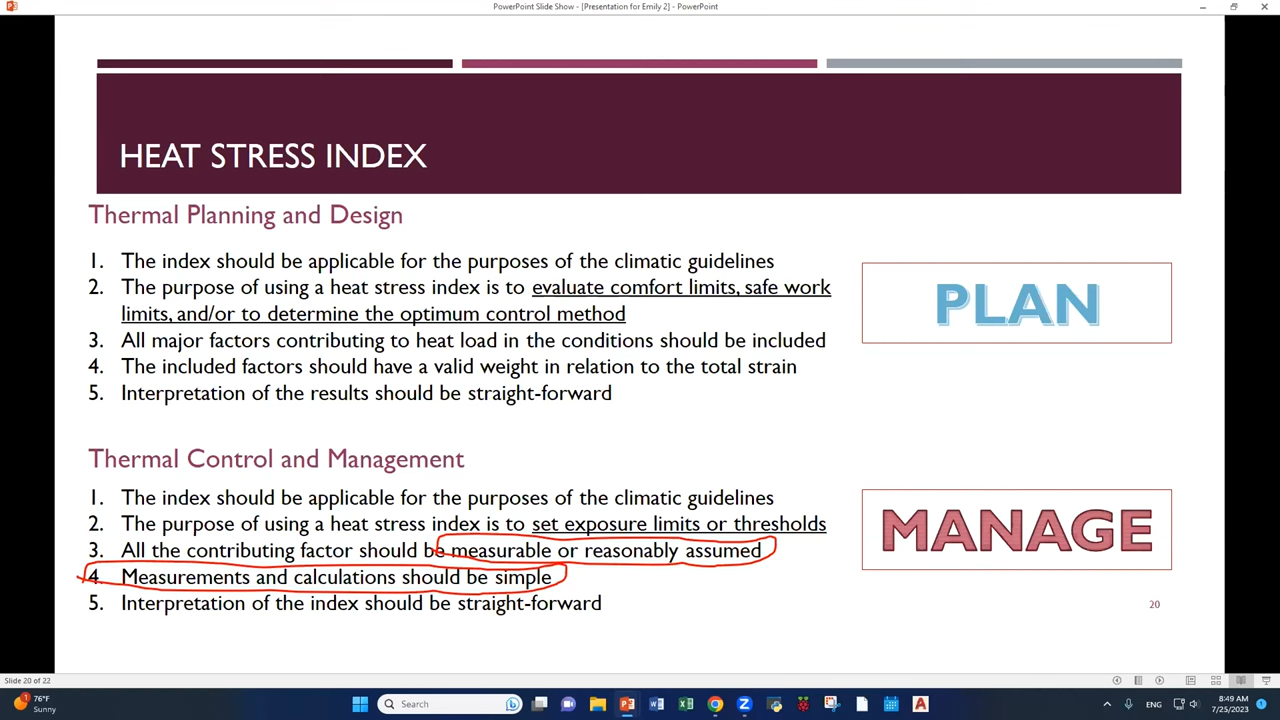 PowerPoint Slide Show - [Presentation for Emily 2] - PowerPoint
HEAT STRESS INDEX
Thermal Planning and Design
1. The index should be applicable for the purposes of the climatic guidelines
2. The purpose of using a heat stress index is to evaluate comfort limits, safe work
limits, and/or to determine the optimum control method
3. All major factors contributing to heat load in the conditions should be included
4. The included factors should have a valid weight in relation to the total strain
5. Interpretation of the results should be straight-forward
PLAN
Thermal Control and Management
1. The index should be applicable for the purposes of the climatic guidelines
2. The purpose of using a heat stress index is to set exposure limits or thresholds
3. All the contributing factor should be measurable or reasonably assumed
4. Measurements and calculations should be simple
5. Interpretation of the index should be straight-forward
MANAGE
20
Slide 20 of 22
1
76°F
Sunny
Search
ENG
8:49 AM
7/25/2023